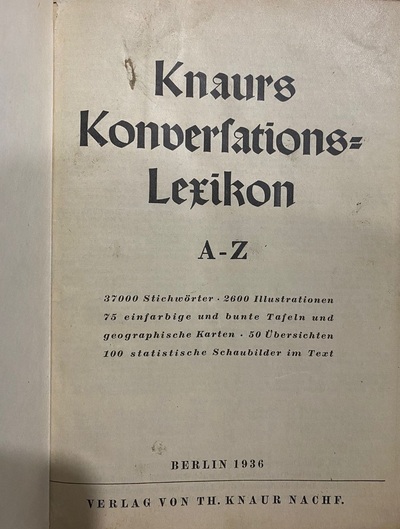 Knaurs
Konverſations-
Lexikon
A-Z
37000 Stichwörter · 2600 Illustrationen
75 einfarbige und bunte Tafeln und
geographische Karten · 50 Übersichten
100 statistische Schaubilder im Text
BERLIN 1936
VERLAG VON TH. KNAUR NACHF.